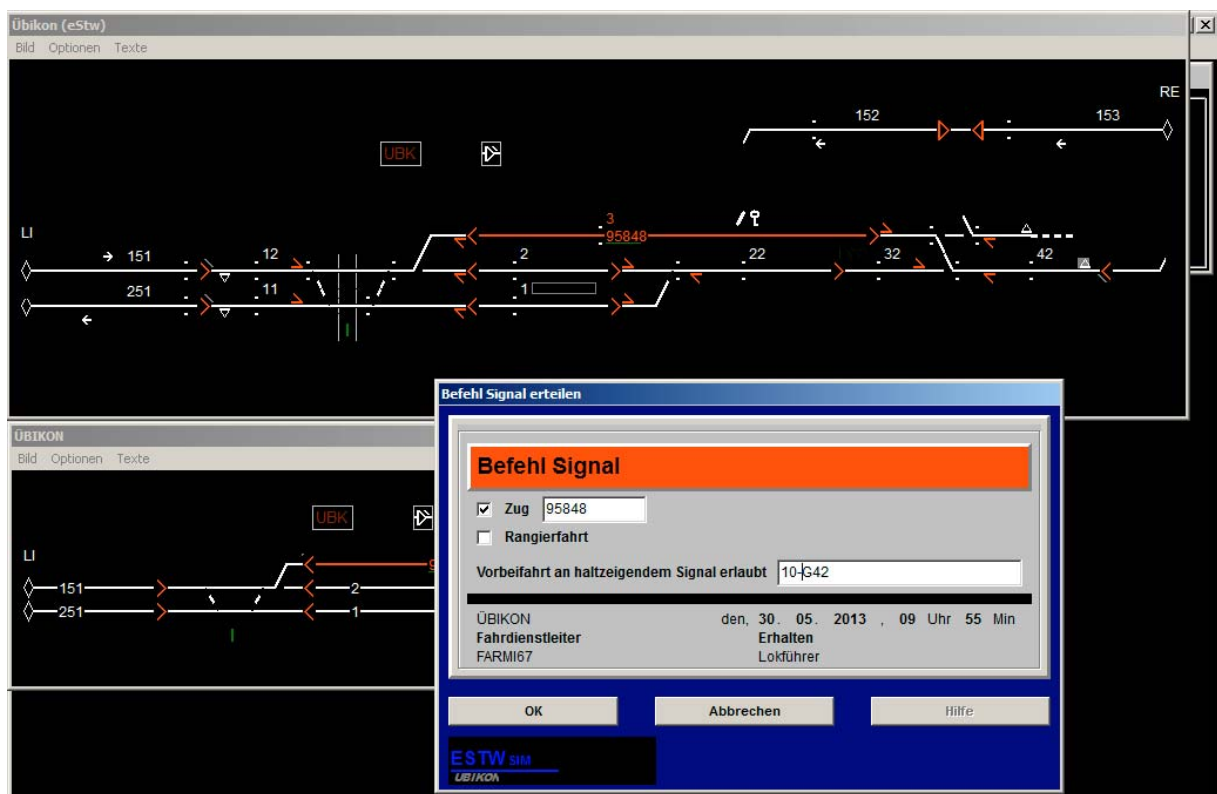 Übikon (eStw)
Bild Optionen Texte
RE
152 153
UBK
LI
3
95848
151 12 2 22 32 42
251 11 1
Befehl Signal erteilen
Befehl Signal
Zug 95848
Rangierfahrt
Vorbeifahrt an haltzeigendem Signal erlaubt 10-G42
ÜBIKON den, 30. 05. 2013 , 09 Uhr 55 Min
Fahrdienstleiter Erhalten
FARMI67 Lokführer
OK Abbrechen Hilfe
ESTW SIM
ÜBIKON
ÜBIKON
Bild Optionen Texte
UBK
LI
151 2
251 1